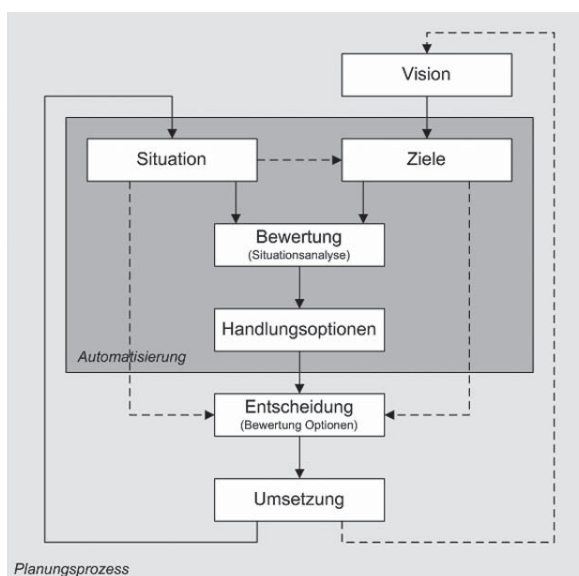 Vision
Situation
Ziele
Bewertung
(Situationsanalyse)
Handlungsoptionen
Automatisierung
Entscheidung
(Bewertung Optionen)
Umsetzung
Planungsprozess